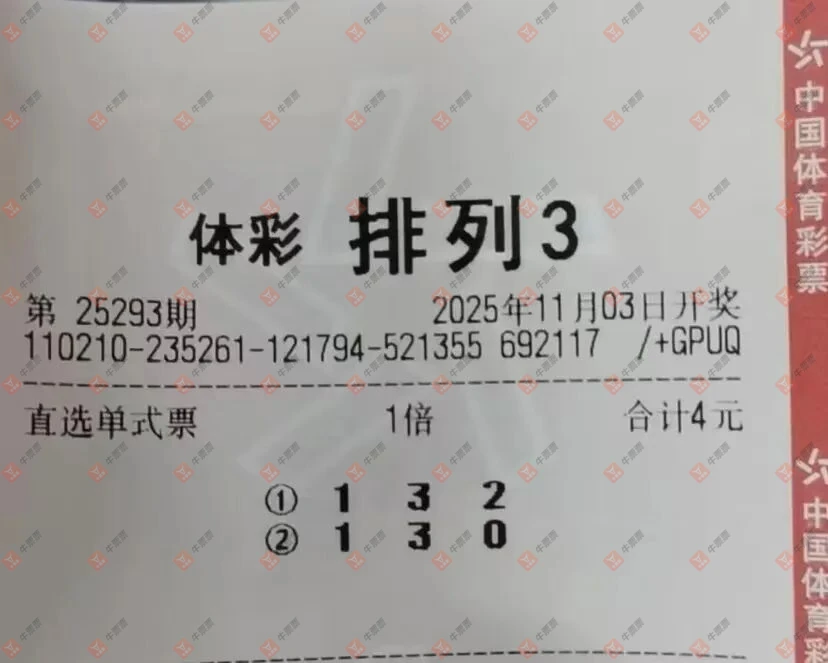 体彩 排列3
第 25293期 2025年11月03日开奖
110210-235261-121794-521355 692117 /+GPUQ
直选单式票 1倍 合计4元
① 1 3 2
② 1 3 0
中国体育彩票
中国体育彩